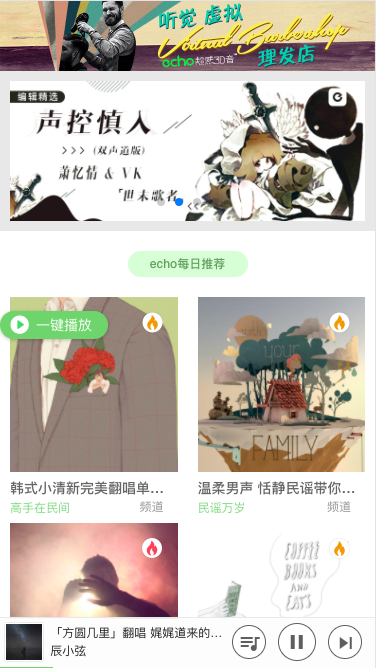 听觉 虚拟
Virtual Barbershop
echo 超感3D音™
理发店
编辑精选
声控慎入
>>> (双声道版)
萧忆情 & VK
「世末歌者
echo每日推荐
一键播放
your
FAMILY
韩式小清新完美翻唱单...
高手在民间 频道
温柔男声 恬静民谣带你...
民谣万岁 频道
COFFEE
BOOKS
AND
EATS
「方圆几里」翻唱 娓娓道来的...
辰小弦